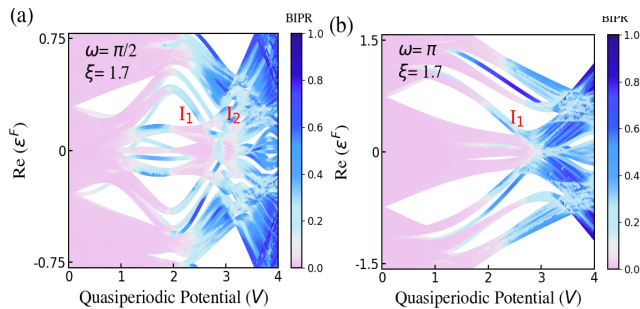 (a)
BIPR
ω= π/2
ξ= 1.7
I₁
I₂
0.75
0
-0.75
Re (εᶠ)
0
1
2
3
4
Quasiperiodic Potential (V)
1.0
0.8
0.6
0.4
0.2
0.0
(b)
BIPR
ω= π
ξ= 1.7
I₁
1.5
0
-1.5
Re (εᶠ)
0
1
2
3
4
Quasiperiodic Potential (V)
1.0
0.8
0.6
0.4
0.2
0.0